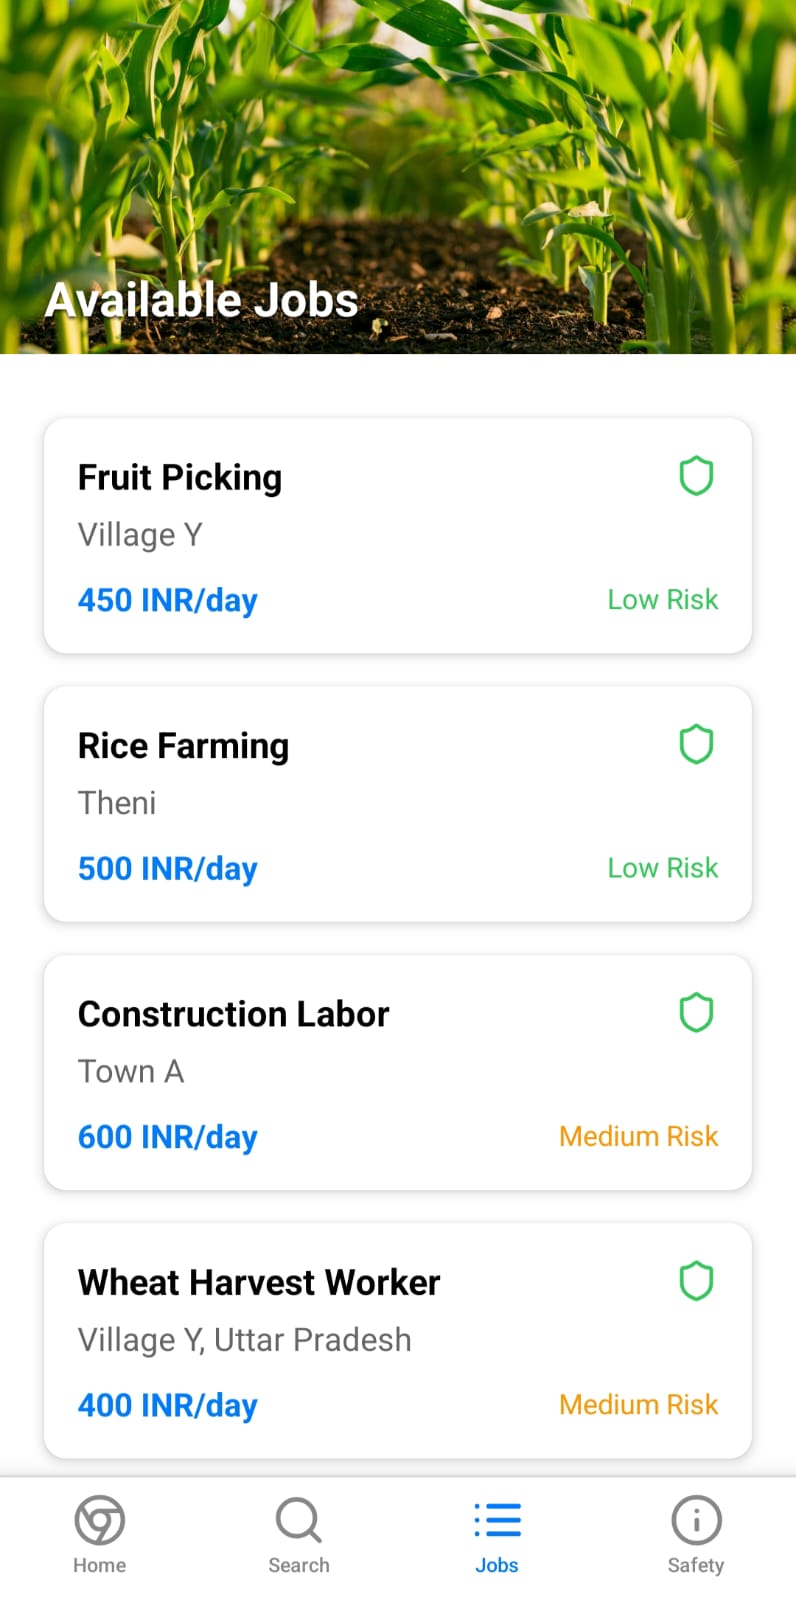 Available Jobs
Fruit Picking
Village Y
450 INR/day
Low Risk
Rice Farming
Theni
500 INR/day
Low Risk
Construction Labor
Town A
600 INR/day
Medium Risk
Wheat Harvest Worker
Village Y, Uttar Pradesh
400 INR/day
Medium Risk
Home
Search
Jobs
Safety